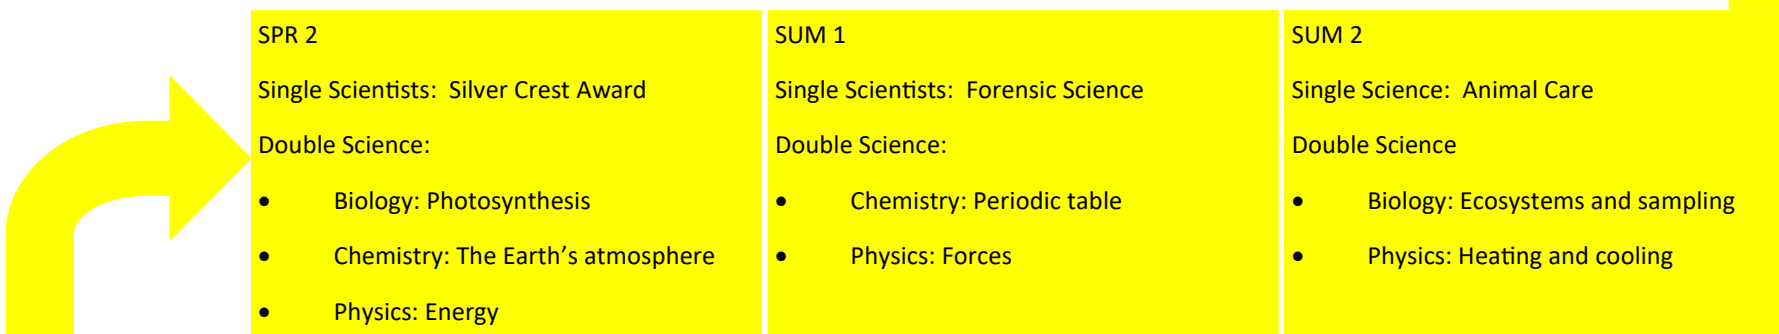 SPR 2
Single Scientists:  Silver Crest Award
Double Science:
• Biology: Photosynthesis
• Chemistry: The Earth’s atmosphere
• Physics: Energy
SUM 1
Single Scientists:  Forensic Science
Double Science:
• Chemistry: Periodic table
• Physics: Forces
SUM 2
Single Science:  Animal Care
Double Science
• Biology: Ecosystems and sampling
• Physics: Heating and cooling